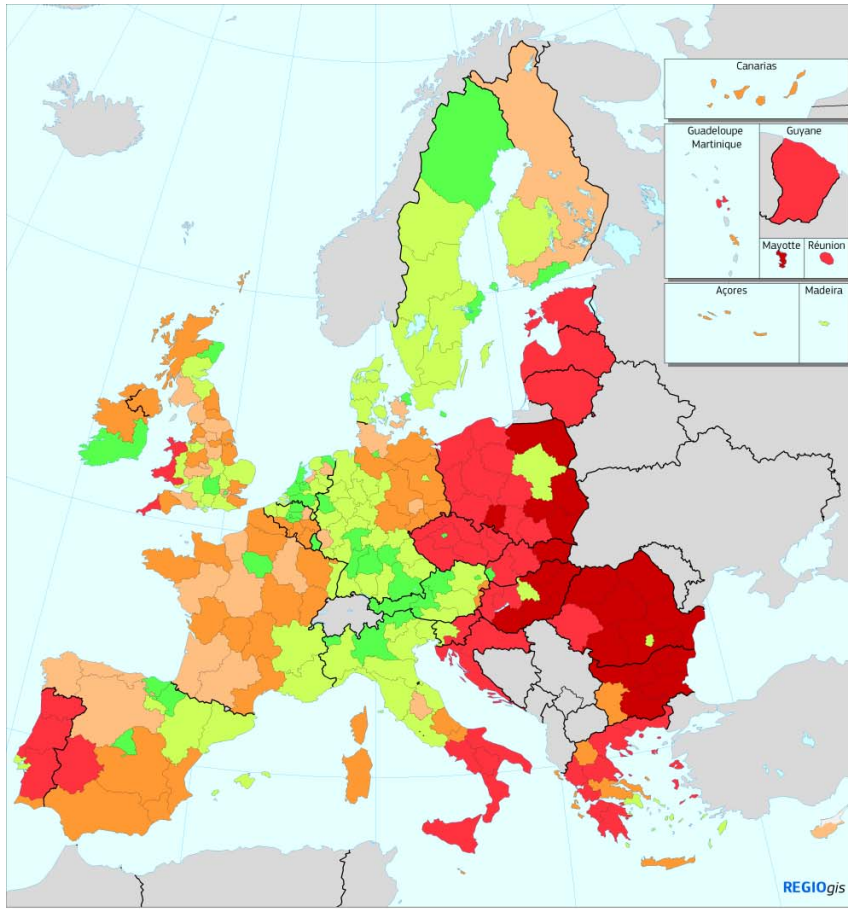 Canarias
Guadeloupe
Martinique
Guyane
Mayotte
Réunion
Açores
Madeira
REGIOgis